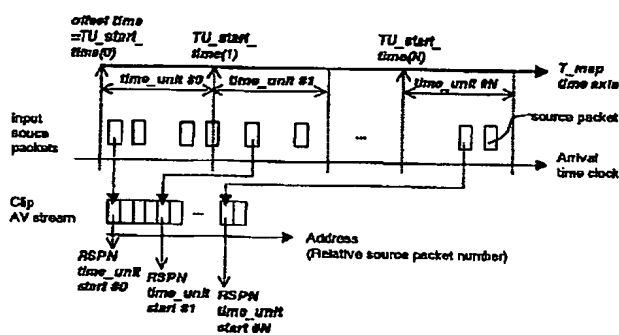 offset time
=TU_start_
time(0)
TU_start_
time(1)
TU_start_
time(N)
T_map
time axis
time_unit #0
time_unit #1
time_unit #N
input
souce
packets
source packet
...
Arrival
time clock
Clip
AV stream
...
Address
(Relative source packet number)
RSPN
time_unit
start #0
RSPN
time_unit
start #1
RSPN
time_unit
start #N